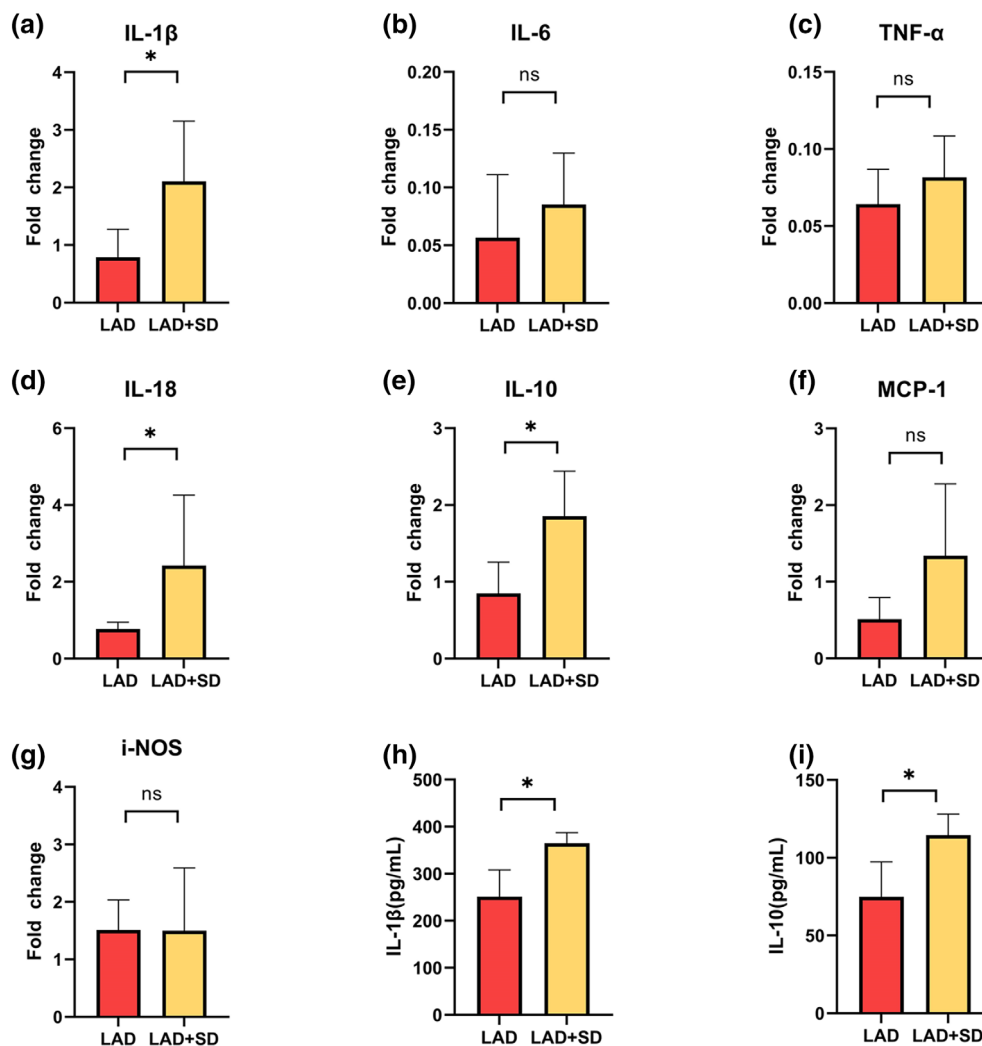 (a)
IL-1β
*
Fold change
4
3
2
1
0
LAD LAD+SD
(b)
IL-6
ns
Fold change
0.20
0.15
0.10
0.05
0.00
LAD LAD+SD
(c)
TNF-α
ns
Fold change
0.15
0.10
0.05
0.00
LAD LAD+SD
(d)
IL-18
*
Fold change
6
4
2
0
LAD LAD+SD
(e)
IL-10
*
Fold change
3
2
1
0
LAD LAD+SD
(f)
MCP-1
ns
Fold change
3
2
1
0
LAD LAD+SD
(g)
i-NOS
ns
Fold change
4
3
2
1
0
LAD LAD+SD
(h)
*
IL-1β(pg/mL)
500
400
300
200
100
0
LAD LAD+SD
(i)
*
IL-10(pg/mL)
150
100
50
0
LAD LAD+SD